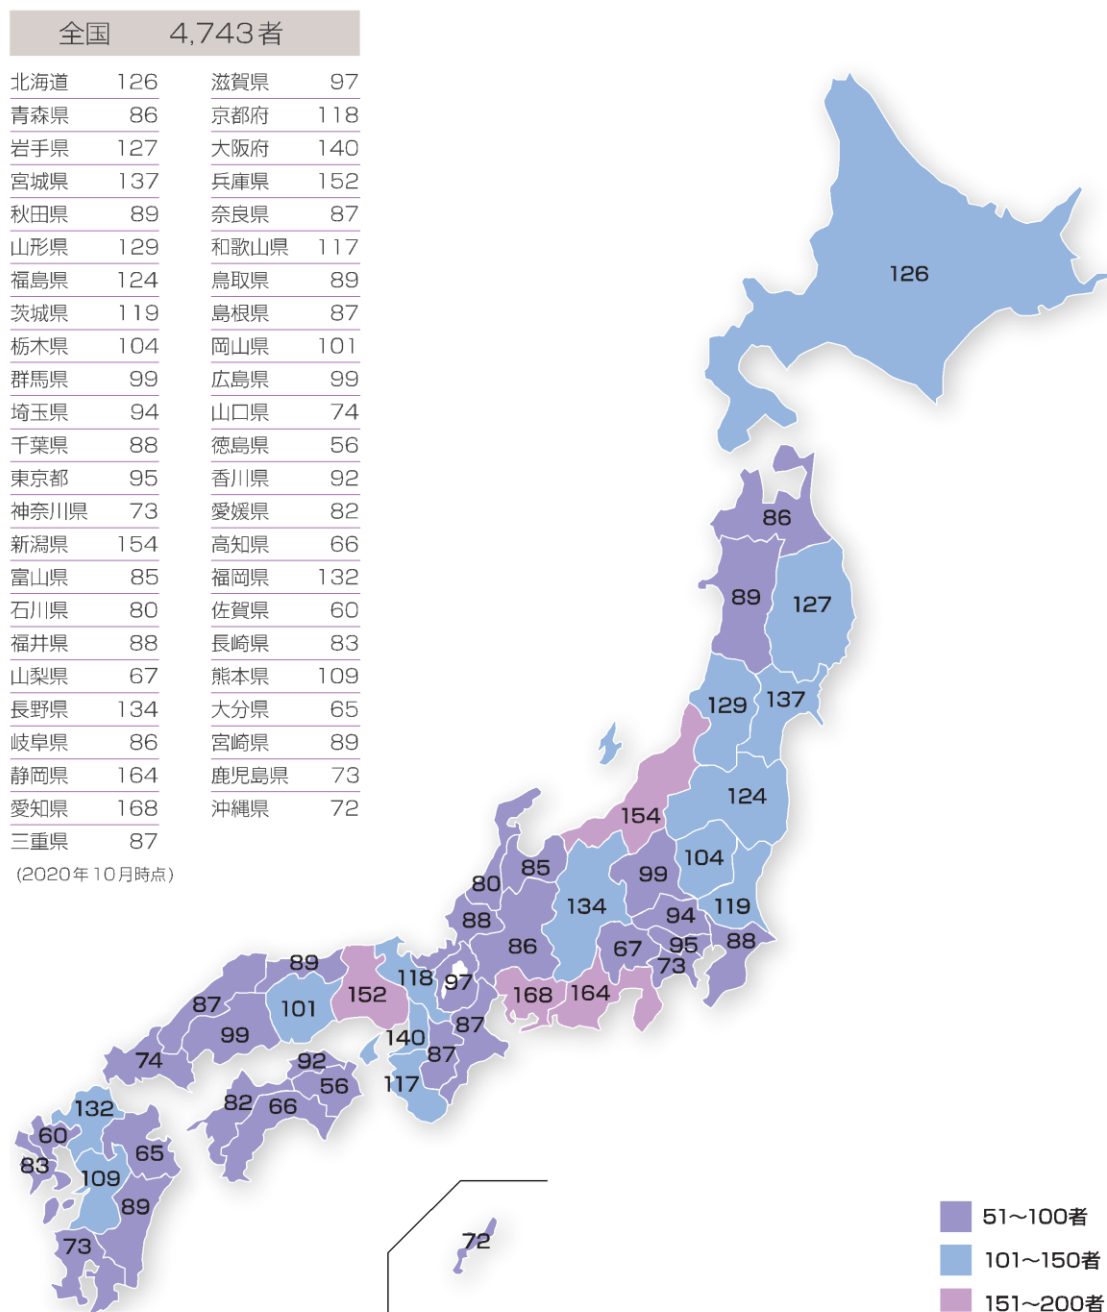 全国 4,743者
北海道 126
青森県 86
岩手県 127
宮城県 137
秋田県 89
山形県 129
福島県 124
茨城県 119
栃木県 104
群馬県 99
埼玉県 94
千葉県 88
東京都 95
神奈川県 73
新潟県 154
富山県 85
石川県 80
福井県 88
山梨県 67
長野県 134
岐阜県 86
静岡県 164
愛知県 168
三重県 87
(2020年10月時点)
滋賀県 97
京都府 118
大阪府 140
兵庫県 152
奈良県 87
和歌山県 117
鳥取県 89
島根県 87
岡山県 101
広島県 99
山口県 74
徳島県 56
香川県 92
愛媛県 82
高知県 66
福岡県 132
佐賀県 60
長崎県 83
熊本県 109
大分県 65
宮崎県 89
鹿児島県 73
沖縄県 72
126
86
89
127
129
137
124
154
104
99
85
80
134
119
88
94
86
67
95
88
73
89
118
97
152
168
164
87
101
87
99
140
87
74
92
56
117
82
66
132
60
65
83
109
89
73
72
51〜100者
101〜150者
151〜200者